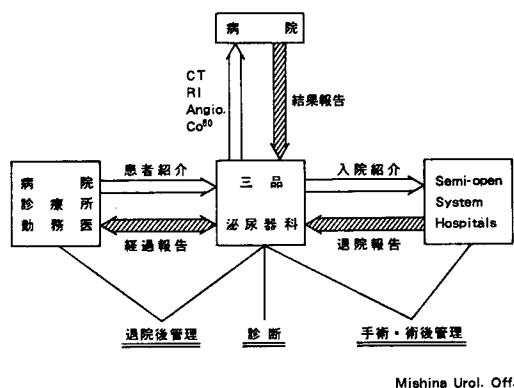 病院
CT
RI
Angio.
Co⁶⁰
結果報告
患者紹介
入院紹介
病院
診療所
勤務医
三品
泌尿器科
Semi-open
System
Hospitals
経過報告
退院報告
退院後管理
診断
手術・術後管理
Mishina Urol. Off.